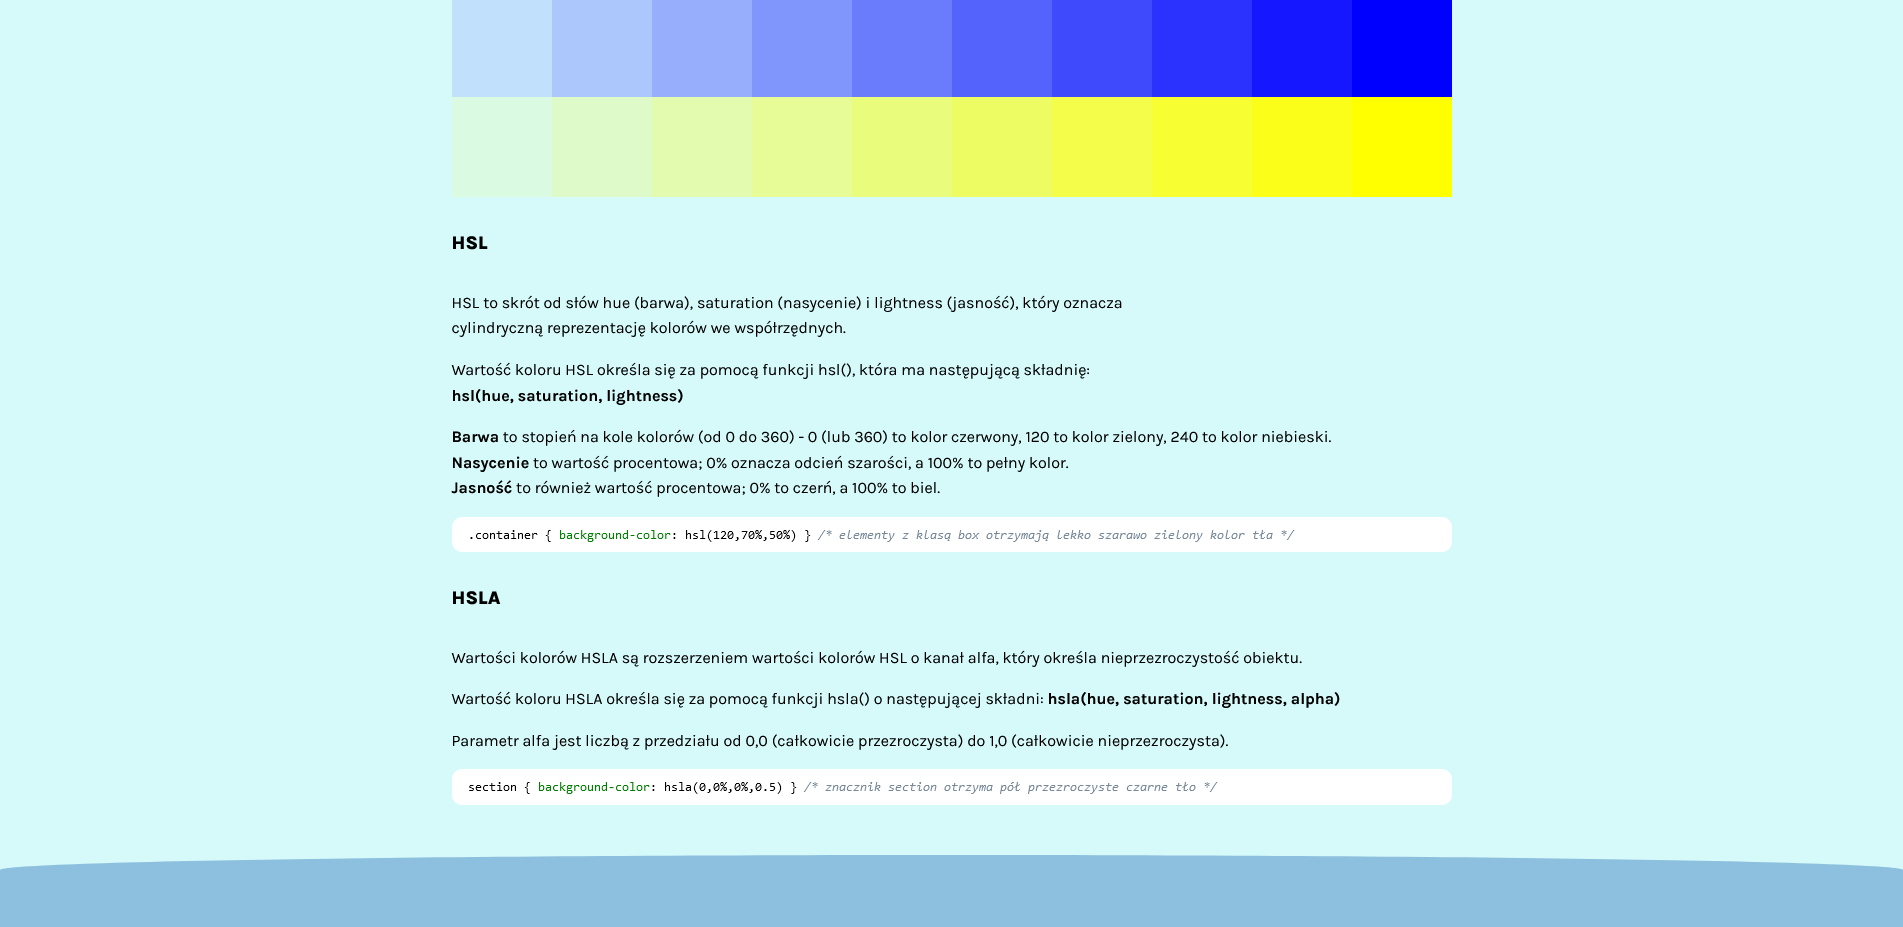 HSL
HSL to skrót od słów hue (barwa), saturation (nasycenie) i lightness (jasność), który oznacza
cylindryczną reprezentację kolorów we współrzędnych.
Wartość koloru HSL określa się za pomocą funkcji hsl(), która ma następującą składnię:
hsl(hue, saturation, lightness)
Barwa to stopień na kole kolorów (od 0 do 360) - 0 (lub 360) to kolor czerwony, 120 to kolor zielony, 240 to kolor niebieski.
Nasycenie to wartość procentowa; 0% oznacza odcień szarości, a 100% to pełny kolor.
Jasność to również wartość procentowa; 0% to czerń, a 100% to biel.
.container { background-color: hsl(120,70%,50%) } /* elementy z klasą box otrzymają lekko szarawo zielony kolor tła */
HSLA
Wartości kolorów HSLA są rozszerzeniem wartości kolorów HSL o kanał alfa, który określa nieprzezroczystość obiektu.
Wartość koloru HSLA określa się za pomocą funkcji hsla() o następującej składni: hsla(hue, saturation, lightness, alpha)
Parametr alfa jest liczbą z przedziału od 0,0 (całkowicie przezroczysta) do 1,0 (całkowicie nieprzezroczysta).
section { background-color: hsla(0,0%,0%,0.5) } /* znacznik section otrzyma pół przezroczyste czarne tło */